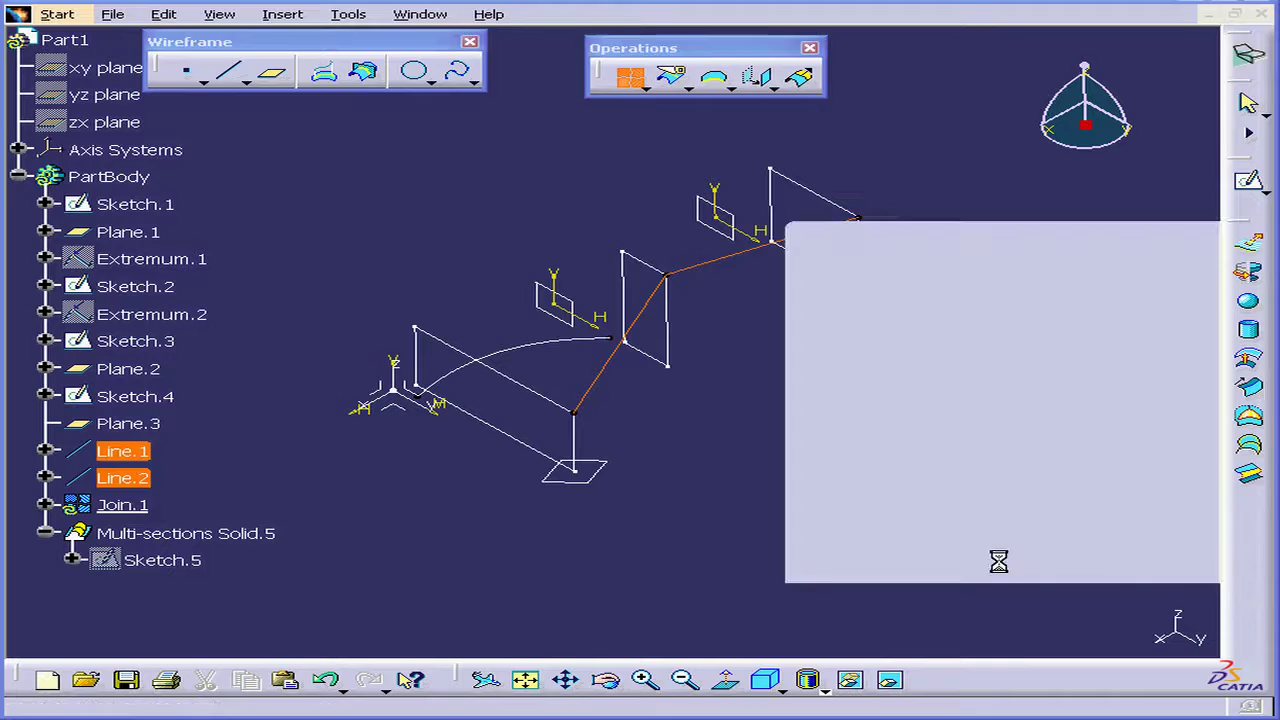 Start File Edit View Insert Tools Window Help
Part1
Wireframe
Operations
xy plane
yz plane
zx plane
Axis Systems
PartBody
Sketch.1
Plane.1
Extremum.1
Sketch.2
Extremum.2
Sketch.3
Plane.2
Sketch.4
Plane.3
Line.1
Line.2
Join.1
Multi-sections Solid.5
Sketch.5
x y
V
H
V
H
V
Z
H
H
z
x y
CATIA